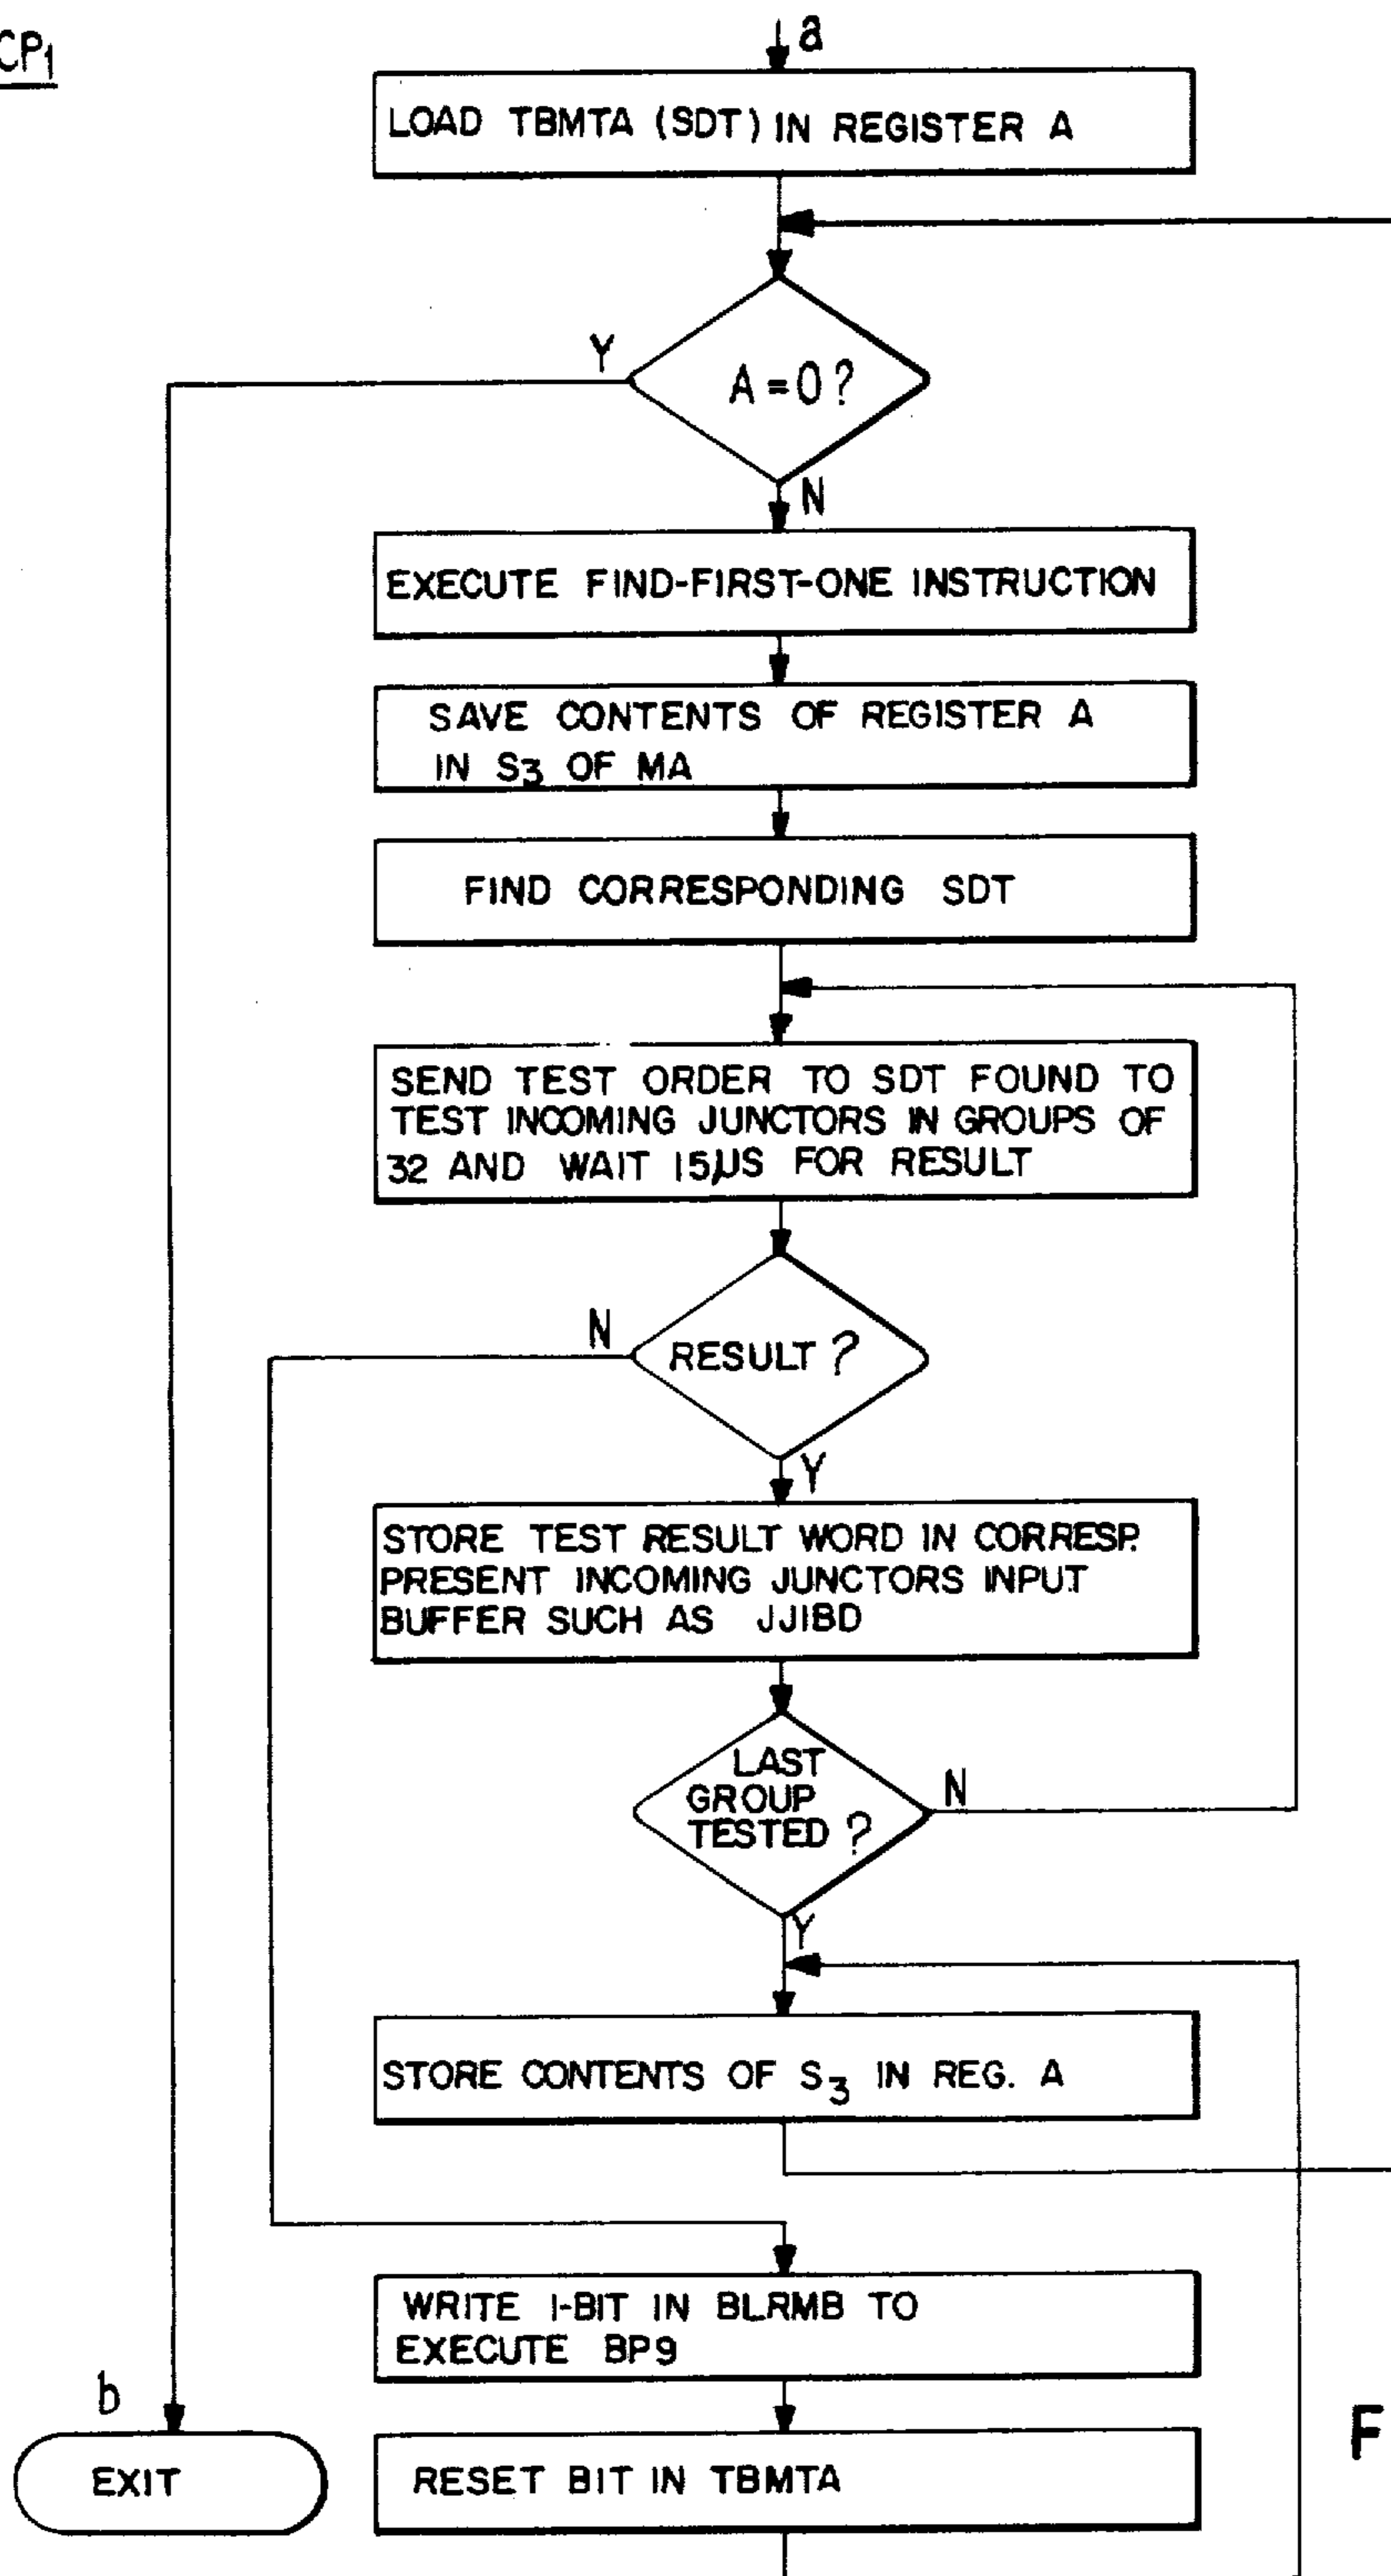 CP1
a
LOAD TBMTA (SDT) IN REGISTER A
Y
A=0?
N
EXECUTE FIND-FIRST-ONE INSTRUCTION
SAVE CONTENTS OF REGISTER A
IN S3 OF MA
FIND CORRESPONDING SDT
SEND TEST ORDER TO SDT FOUND TO
TEST INCOMING JUNCTORS IN GROUPS OF
32 AND WAIT 15µS FOR RESULT
N
RESULT?
Y
STORE TEST RESULT WORD IN CORRESP.
PRESENT INCOMING JUNCTORS INPUT
BUFFER SUCH AS JJIBD
LAST
GROUP
TESTED?
N
Y
STORE CONTENTS OF S3 IN REG. A
WRITE 1-BIT IN BLRMB TO
EXECUTE BP9
b
EXIT
RESET BIT IN TBMTA
F